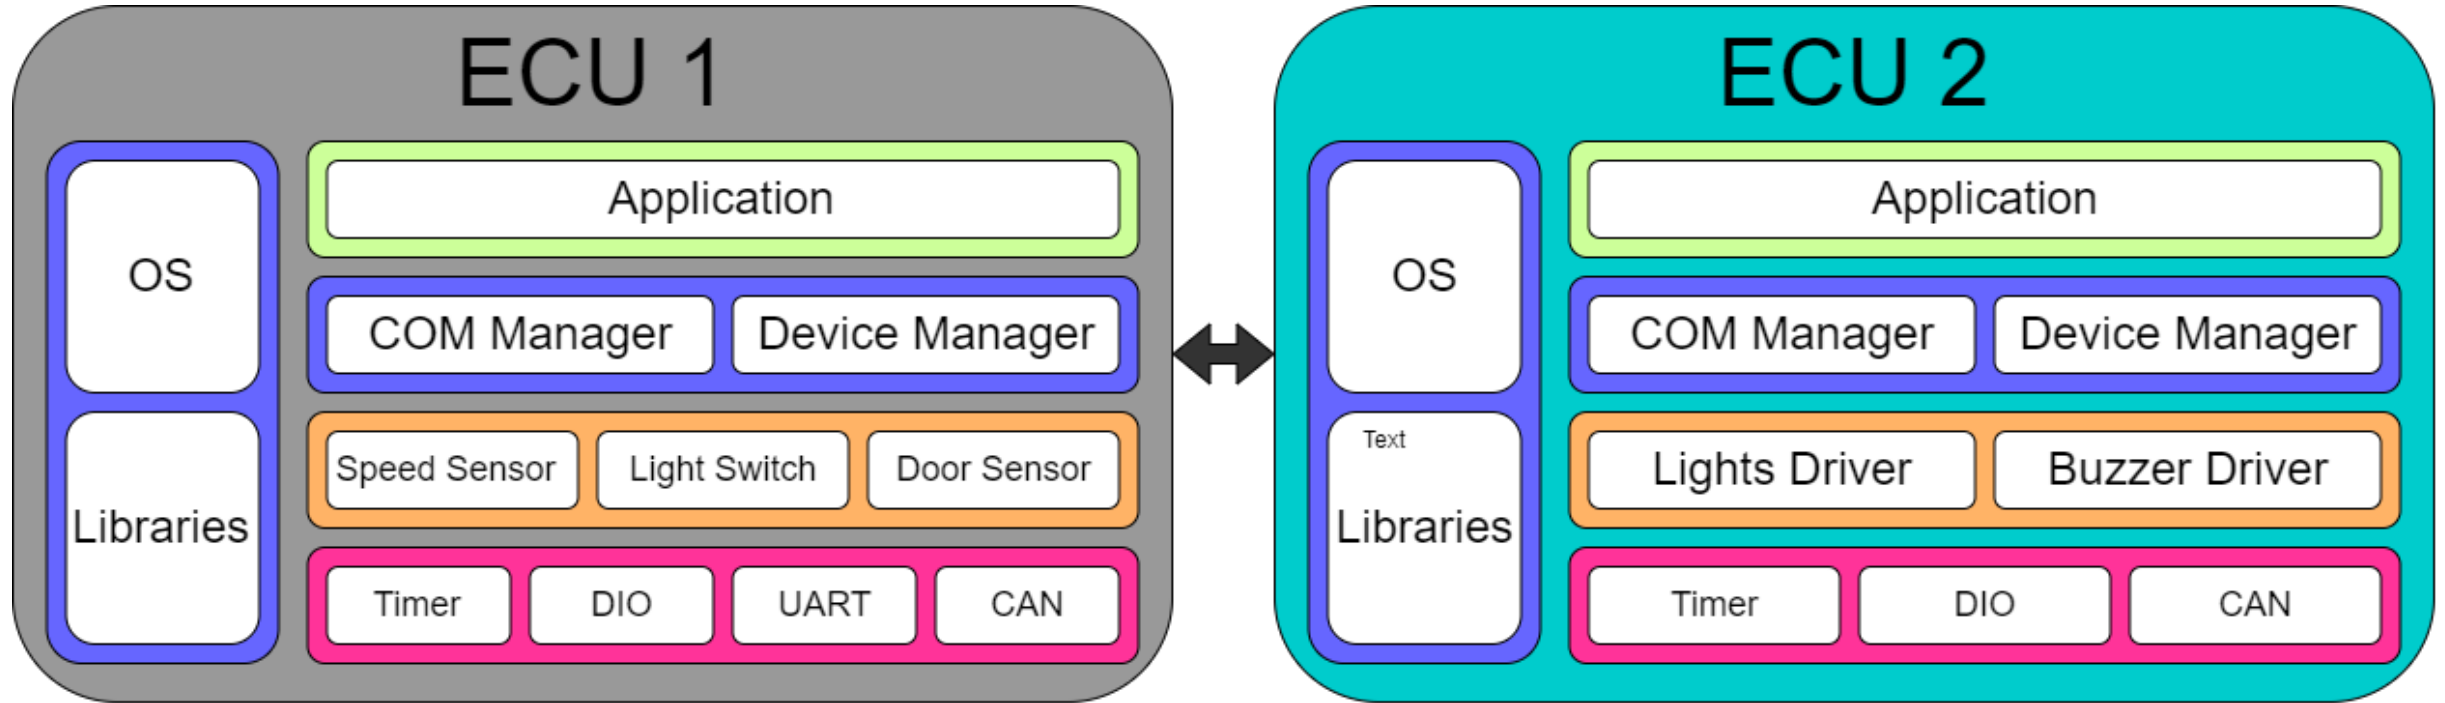 ECU 1
OS
Libraries
Application
COM Manager
Device Manager
Speed Sensor
Light Switch
Door Sensor
Timer
DIO
UART
CAN
ECU 2
OS
Text
Libraries
Application
COM Manager
Device Manager
Lights Driver
Buzzer Driver
Timer
DIO
CAN